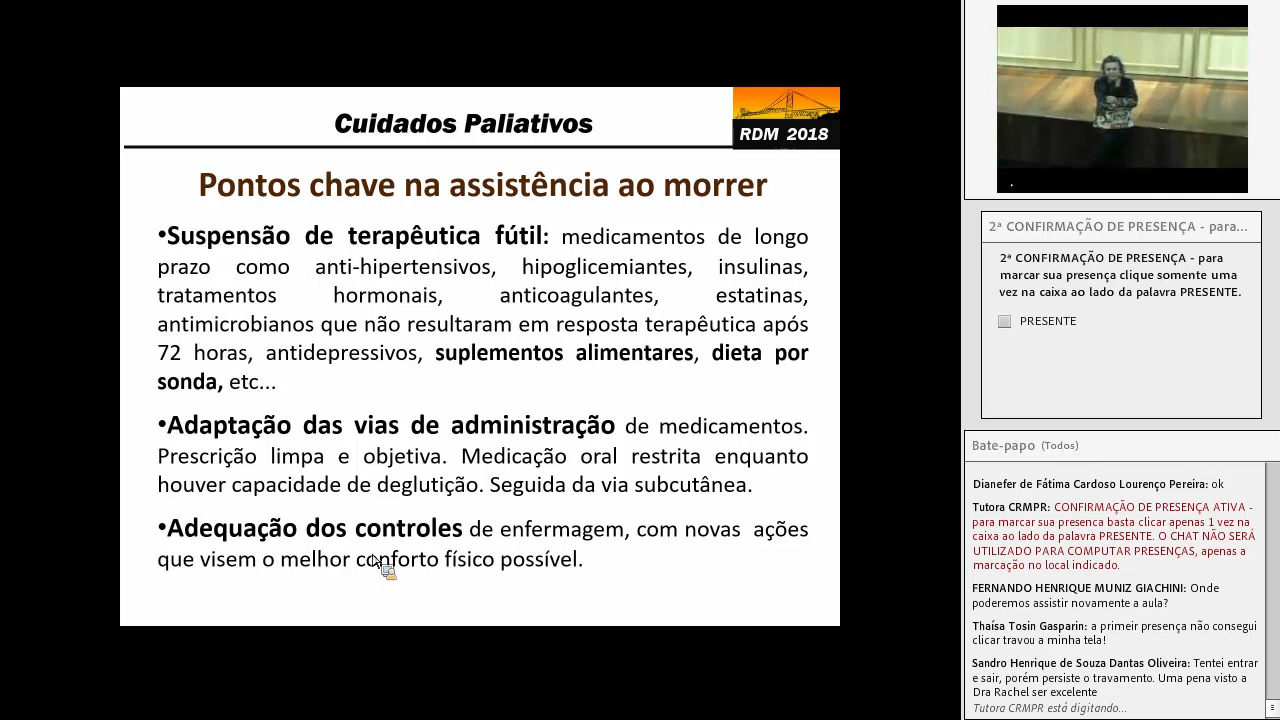 Cuidados Paliativos
RDM 2018
Pontos chave na assistência ao morrer
•Suspensão de terapêutica fútil: medicamentos de longo
prazo como anti-hipertensivos, hipoglicemiantes, insulinas,
tratamentos hormonais, anticoagulantes, estatinas,
antimicrobianos que não resultaram em resposta terapêutica após
72 horas, antidepressivos, suplementos alimentares, dieta por
sonda, etc...
•Adaptação das vias de administração de medicamentos.
Prescrição limpa e objetiva. Medicação oral restrita enquanto
houver capacidade de deglutição. Seguida da via subcutânea.
•Adequação dos controles de enfermagem, com novas ações
que visem o melhor conforto físico possível.
2ª CONFIRMAÇÃO DE PRESENÇA - para...
2ª CONFIRMAÇÃO DE PRESENÇA - para
marcar sua presença clique somente uma
vez na caixa ao lado da palavra PRESENTE.
PRESENTE
Bate-papo (Todos)
Dianefer de Fátima Cardoso Lourenço Pereira: ok
Tutora CRMPR: CONFIRMAÇÃO DE PRESENÇA ATIVA -
para marcar sua presenca basta clicar apenas 1 vez na
caixa ao lado da palavra PRESENTE. O CHAT NÃO SERÁ
UTILIZADO PARA COMPUTAR PRESENÇAS, apenas a
marcação no local indicado.
FERNANDO HENRIQUE MUNIZ GIACHINI: Onde
poderemos assistir novamente a aula?
Thaísa Tosin Gasparin: a primeir presença não consegui
clicar travou a minha tela!
Sandro Henrique de Souza Dantas Oliveira: Tentei entrar
e sair, porém persiste o travamento. Uma pena visto a
Dra Rachel ser excelente
Tutora CRMPR está digitando...